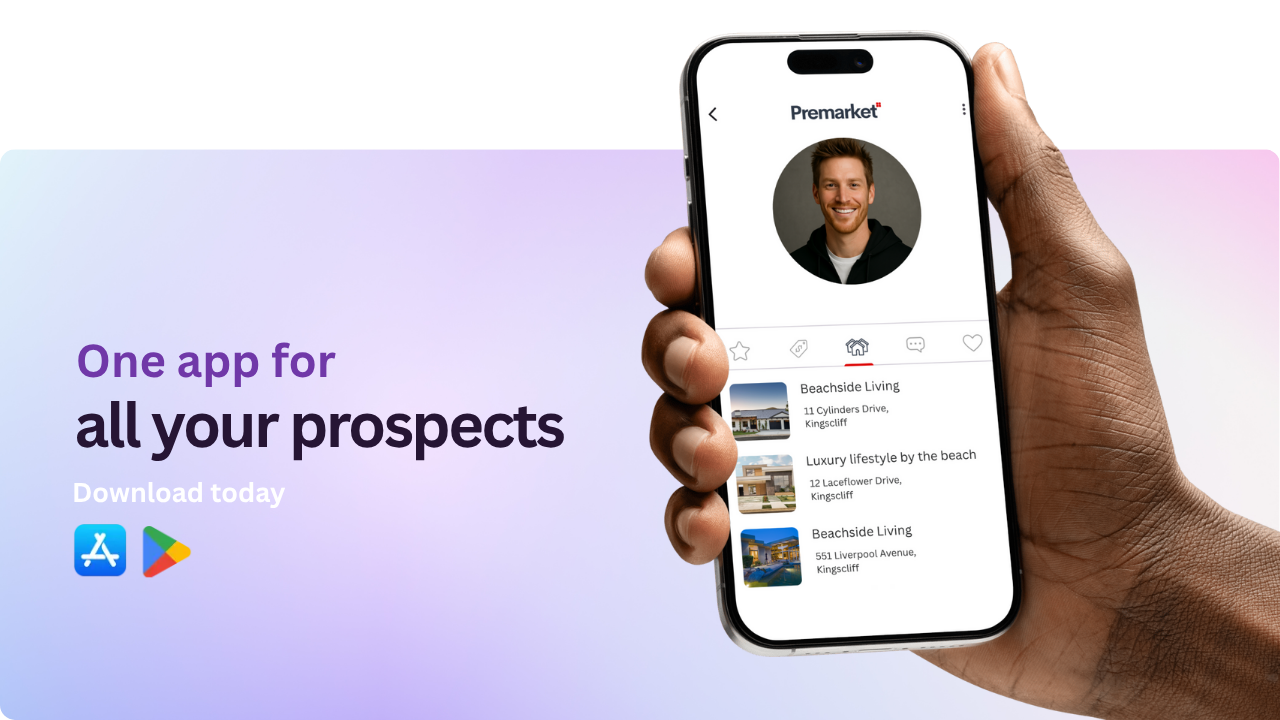 One app for
all your prospects
Download today
Premarket
Beachside Living
11 Cylinders Drive,
Kingscliff
Luxury lifestyle by the beach
12 Laceflower Drive,
Kingscliff
Beachside Living
551 Liverpool Avenue,
Kingscliff